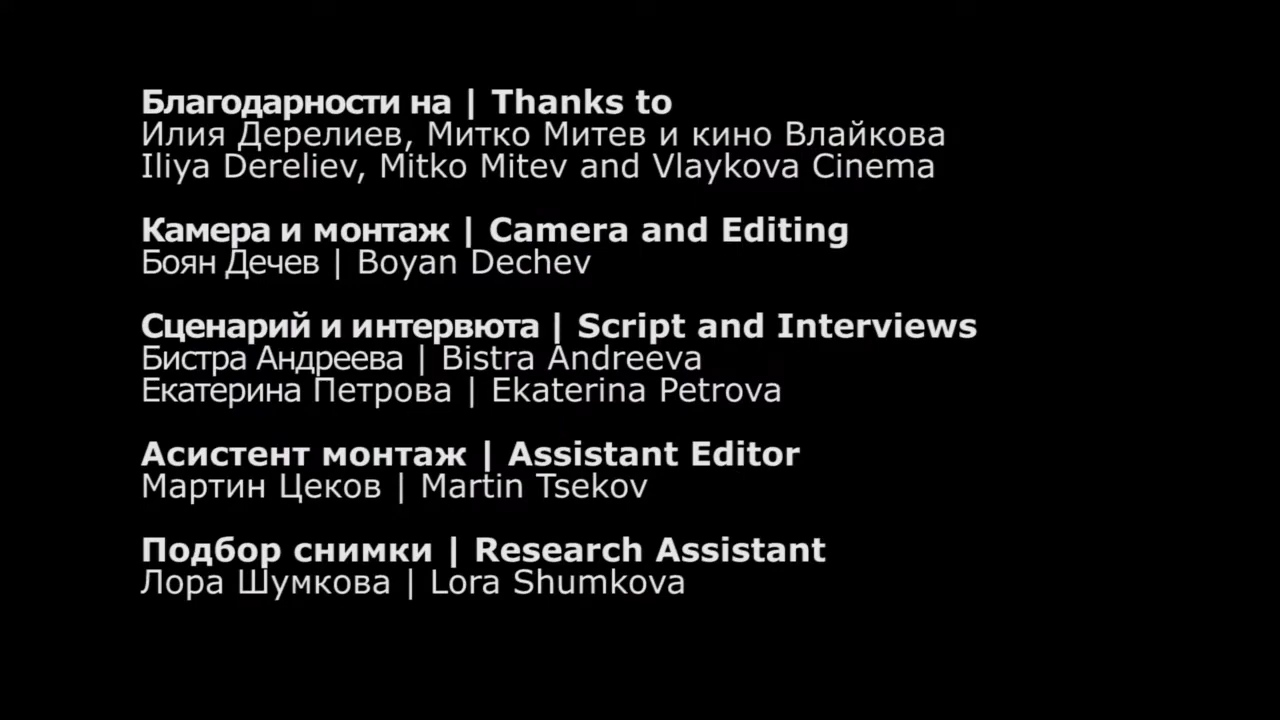 Благодарности на | Thanks to
Илия Дерелиев, Митко Митев и кино Влайкова
Iliya Dereliev, Mitko Mitev and Vlaykova Cinema
Камера и монтаж | Camera and Editing
Боян Дечев | Boyan Dechev
Сценарий и интервюта | Script and Interviews
Бистра Андреева | Bistra Andreeva
Екатерина Петрова | Ekaterina Petrova
Асистент монтаж | Assistant Editor
Мартин Цеков | Martin Tsekov
Подбор снимки | Research Assistant
Лора Шумкова | Lora Shumkova